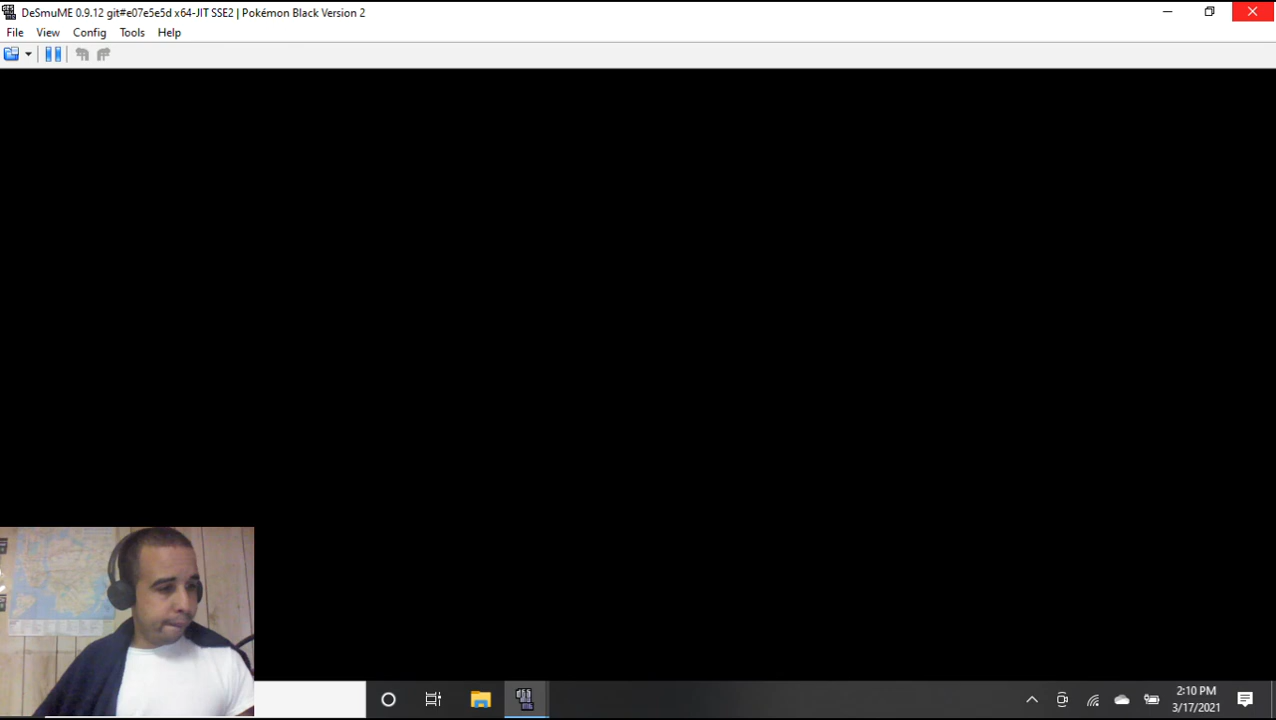 DeSmuME 0.9.12 git#e07e5e5d x64-JIT SSE2 | Pokémon Black Version 2
File View Config Tools Help
2:10 PM
3/17/2021